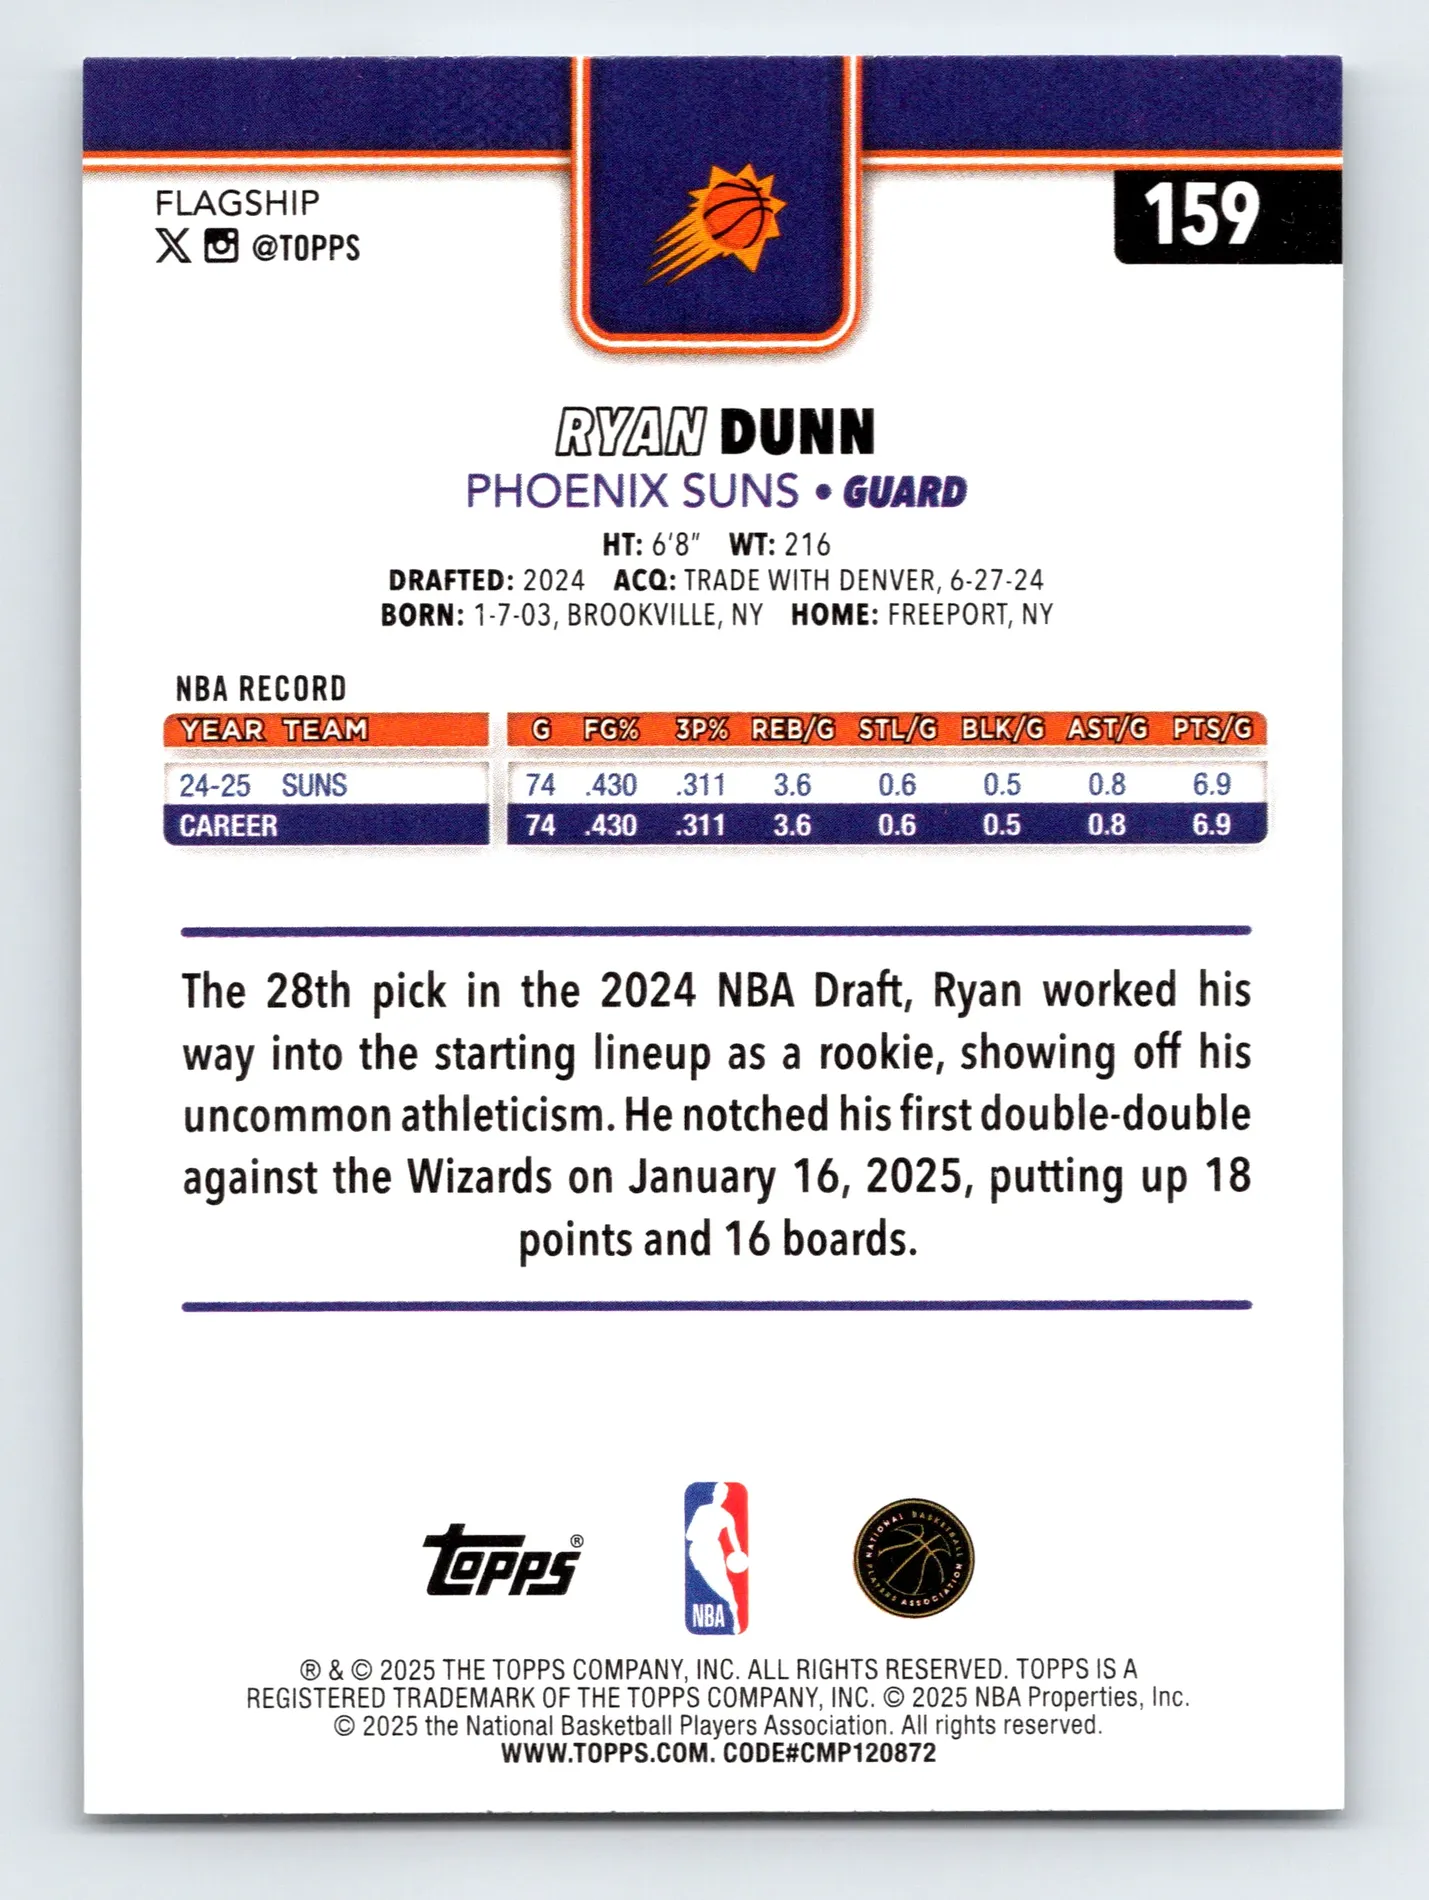 FLAGSHIP
@TOPPS
159
RYAN DUNN
PHOENIX SUNS • GUARD
HT: 6'8" WT: 216
DRAFTED: 2024 ACQ: TRADE WITH DENVER, 6-27-24
BORN: 1-7-03, BROOKVILLE, NY HOME: FREEPORT, NY
NBA RECORD
YEAR TEAM G FG% 3P% REB/G STL/G BLK/G AST/G PTS/G
24-25 SUNS 74 .430 .311 3.6 0.6 0.5 0.8 6.9
CAREER 74 .430 .311 3.6 0.6 0.5 0.8 6.9
The 28th pick in the 2024 NBA Draft, Ryan worked his
way into the starting lineup as a rookie, showing off his
uncommon athleticism. He notched his first double-double
against the Wizards on January 16, 2025, putting up 18
points and 16 boards.
TOPPS®
NBA
NATIONAL BASKETBALL PLAYERS ASSOCIATION
® & © 2025 THE TOPPS COMPANY, INC. ALL RIGHTS RESERVED. TOPPS IS A
REGISTERED TRADEMARK OF THE TOPPS COMPANY, INC. © 2025 NBA Properties, Inc.
© 2025 the National Basketball Players Association. All rights reserved.
WWW.TOPPS.COM. CODE#CMP120872